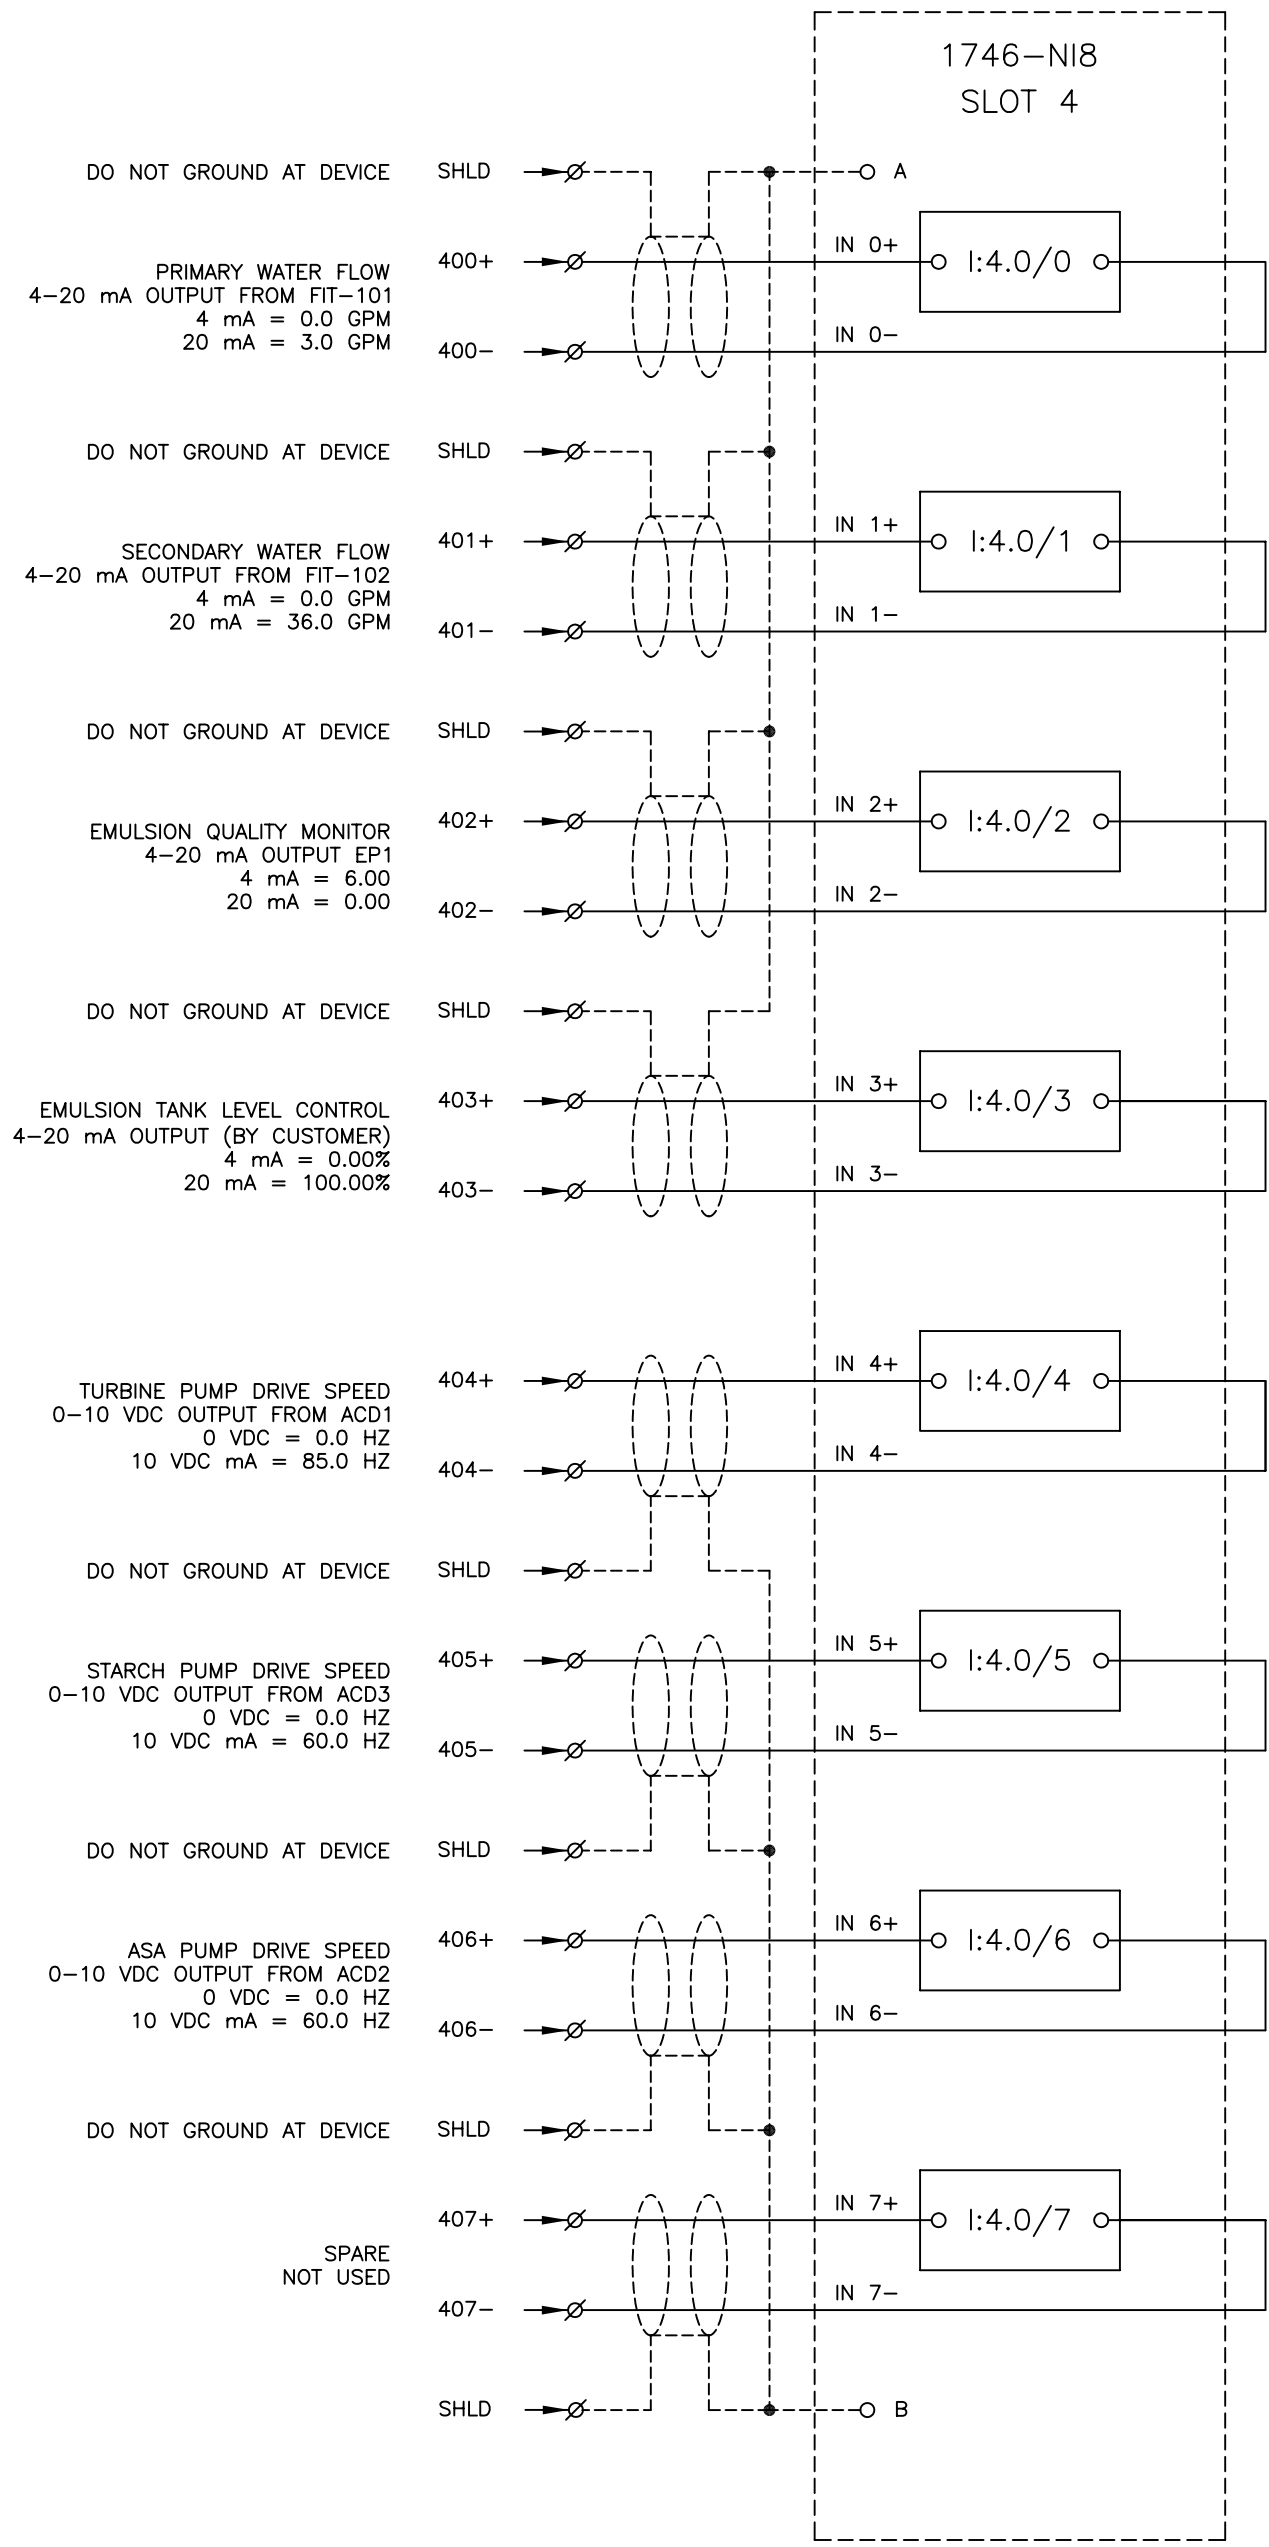 1746-NI8
SLOT 4
DO NOT GROUND AT DEVICE SHLD A
PRIMARY WATER FLOW
4-20 mA OUTPUT FROM FIT-101
4 mA = 0.0 GPM
20 mA = 3.0 GPM
400+ IN 0+ I:4.0/0
400- IN 0-
DO NOT GROUND AT DEVICE SHLD
SECONDARY WATER FLOW
4-20 mA OUTPUT FROM FIT-102
4 mA = 0.0 GPM
20 mA = 36.0 GPM
401+ IN 1+ I:4.0/1
401- IN 1-
DO NOT GROUND AT DEVICE SHLD
EMULSION QUALITY MONITOR
4-20 mA OUTPUT EP1
4 mA = 6.00
20 mA = 0.00
402+ IN 2+ I:4.0/2
402- IN 2-
DO NOT GROUND AT DEVICE SHLD
EMULSION TANK LEVEL CONTROL
4-20 mA OUTPUT (BY CUSTOMER)
4 mA = 0.00%
20 mA = 100.00%
403+ IN 3+ I:4.0/3
403- IN 3-
TURBINE PUMP DRIVE SPEED
0-10 VDC OUTPUT FROM ACD1
0 VDC = 0.0 HZ
10 VDC mA = 85.0 HZ
404+ IN 4+ I:4.0/4
404- IN 4-
DO NOT GROUND AT DEVICE SHLD
STARCH PUMP DRIVE SPEED
0-10 VDC OUTPUT FROM ACD3
0 VDC = 0.0 HZ
10 VDC mA = 60.0 HZ
405+ IN 5+ I:4.0/5
405- IN 5-
DO NOT GROUND AT DEVICE SHLD
ASA PUMP DRIVE SPEED
0-10 VDC OUTPUT FROM ACD2
0 VDC = 0.0 HZ
10 VDC mA = 60.0 HZ
406+ IN 6+ I:4.0/6
406- IN 6-
DO NOT GROUND AT DEVICE SHLD
SPARE
NOT USED
407+ IN 7+ I:4.0/7
407- IN 7-
SHLD B